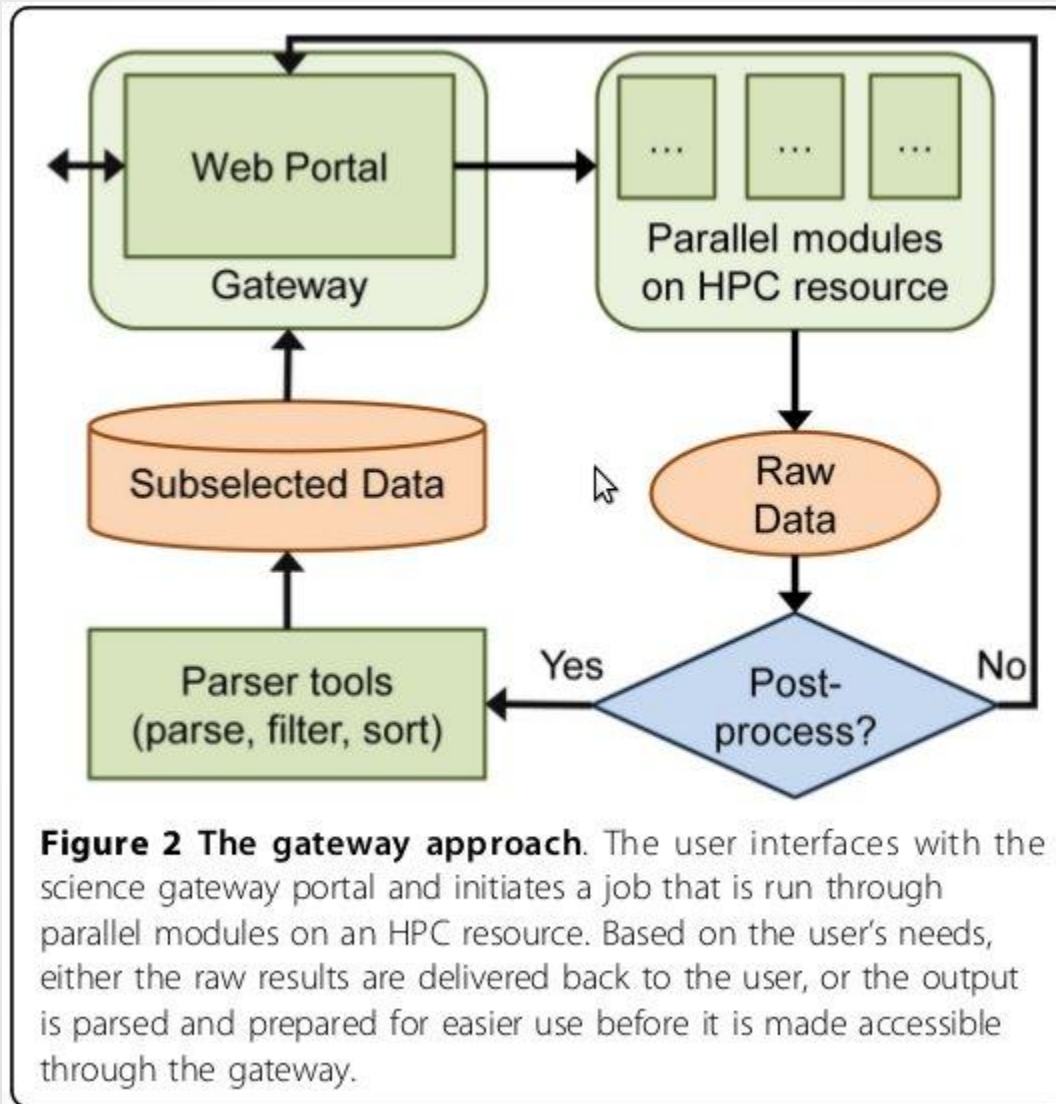 Web Portal
Gateway
...
...
...
Parallel modules
on HPC resource
Subselected Data
Raw
Data
Parser tools
(parse, filter, sort)
Yes
Post-
process?
No
Figure 2 The gateway approach. The user interfaces with the
science gateway portal and initiates a job that is run through
parallel modules on an HPC resource. Based on the user's needs,
either the raw results are delivered back to the user, or the output
is parsed and prepared for easier use before it is made accessible
through the gateway.